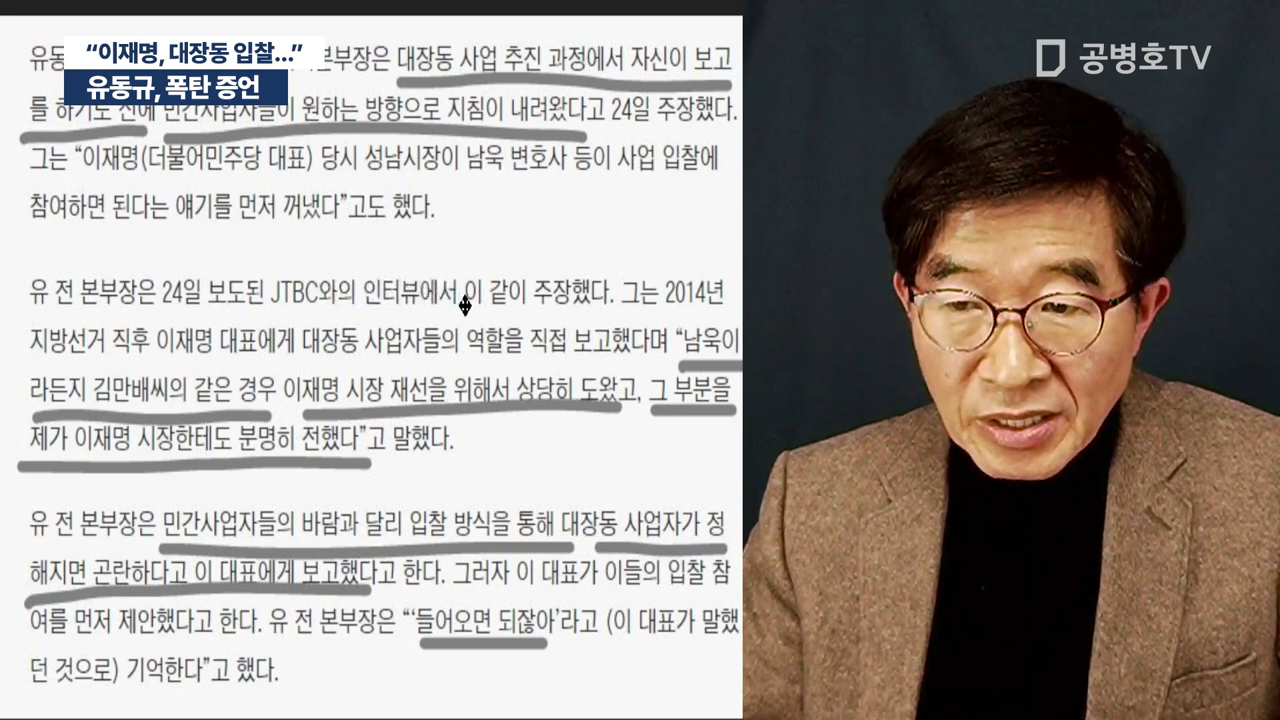 “이재명, 대장동 입찰...”
유동규, 폭탄 증언
공병호TV
유동 본부장은 대장동 사업 추진 과정에서 자신이 보고
를 하기도 전에 민간사업자들이 원하는 방향으로 지침이 내려왔다고 24일 주장했다.
그는 “이재명(더불어민주당 대표) 당시 성남시장이 남욱 변호사 등이 사업 입찰에
참여하면 된다는 얘기를 먼저 꺼냈다”고도 했다.
유 전 본부장은 24일 보도된 JTBC와의 인터뷰에서 이 같이 주장했다. 그는 2014년
지방선거 직후 이재명 대표에게 대장동 사업자들의 역할을 직접 보고했다며 “남욱이
라든지 김만배씨의 같은 경우 이재명 시장 재선을 위해서 상당히 도왔고, 그 부분을
제가 이재명 시장한테도 분명히 전했다”고 말했다.
유 전 본부장은 민간사업자들의 바람과 달리 입찰 방식을 통해 대장동 사업자가 정
해지면 곤란하다고 이 대표에게 보고했다고 한다. 그러자 이 대표가 이들의 입찰 참
여를 먼저 제안했다고 한다. 유 전 본부장은 “‘들어오면 되잖아’라고 (이 대표가 말했
던 것으로) 기억한다”고 했다.